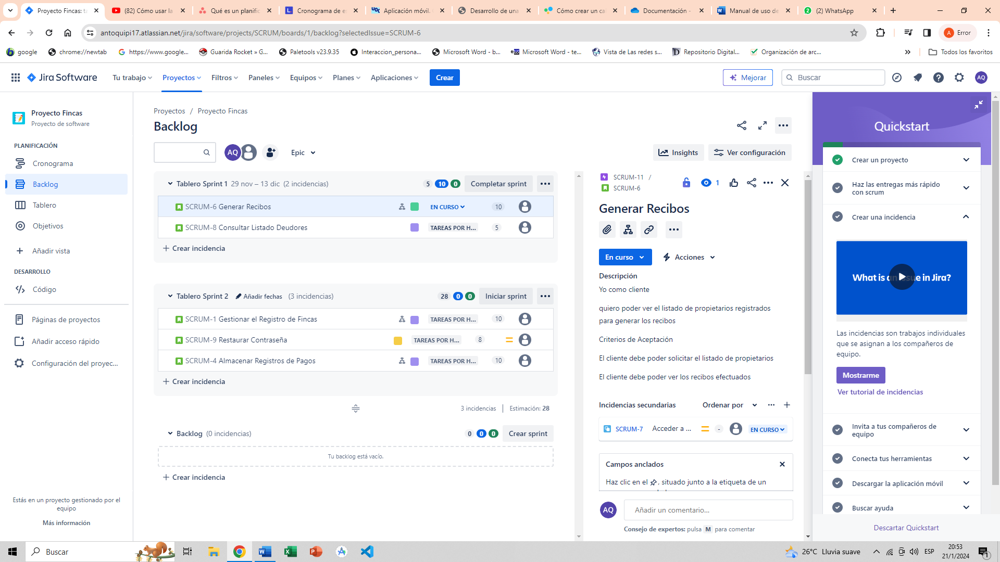 Proyecto Fincas: ta
(82) Cómo usar la
Qué es un planific
Cronograma de es
Aplicación móvil.
Desarrollo de una
Cómo crear un cal
Documentación -
Manual de uso de
(2) WhatsApp
antoquipi17.atlassian.net/jira/software/projects/SCRUM/boards/1/backlog?selectedIssue=SCRUM-6
A Error
google
chrome://newtab
https://www.google...
Guarida Rocket » G...
Paletools v23.9.35
Interaccion_persona...
Microsoft Word - b...
Microsoft Word - te...
Vista de Las redes s...
Repositorio Digital...
Organización de arc...
Todos los favoritos
Jira Software
Tu trabajo
Proyectos
Filtros
Paneles
Equipos
Planes
Aplicaciones
Crear
Mejorar
Buscar
AQ
Proyecto Fincas
Proyecto de software
PLANIFICACIÓN
Cronograma
Backlog
Tablero
Objetivos
Añadir vista
DESARROLLO
Código
Páginas de proyectos
Añadir acceso rápido
Configuración del proyec...
Estás en un proyecto gestionado por el
equipo
Más información
Proyectos / Proyecto Fincas
Backlog
AQ
Epic
Insights
Ver configuración
Tablero Sprint 1 29 nov – 13 dic (2 incidencias)
5 10 0 Completar sprint
SCRUM-6 Generar Recibos
EN CURSO 10
SCRUM-8 Consultar Listado Deudores
TAREAS POR H... 5
Crear incidencia
Tablero Sprint 2 Añadir fechas (3 incidencias)
28 0 0 Iniciar sprint
SCRUM-1 Gestionar el Registro de Fincas
TAREAS POR H... 10
SCRUM-9 Restaurar Contraseña
TAREAS POR H... 8
SCRUM-4 Almacenar Registros de Pagos
TAREAS POR H... 10
Crear incidencia
3 incidencias Estimación: 28
Backlog (0 incidencias)
0 0 0 Crear sprint
Tu backlog está vacío.
Crear incidencia
SCRUM-11 /
SCRUM-6
1
Generar Recibos
En curso
Acciones
Descripción
Yo como cliente
quiero poder ver el listado de propietarios registrados
para generar los recibos
Criterios de Aceptación
El cliente debe poder solicitar el listado de propietarios
El cliente debe poder ver los recibos efectuados
Incidencias secundarias
Ordenar por
SCRUM-7 Acceder a ... - EN CURSO
Campos anclados
Haz clic en el , situado junto a la etiqueta de un
AQ
Añadir un comentario...
Consejo de expertos: pulsa M para comentar
Quickstart
Crear un proyecto
Haz las entregas más rápido
con scrum
Crear una incidencia
What is an issue in Jira?
Las incidencias son trabajos individuales
que se asignan a los compañeros de
equipo.
Mostrarme
Ver tutorial de incidencias
Invita a tus compañeros de
equipo
Conecta tus herramientas
Descargar la aplicación móvil
Buscar ayuda
Descartar Quickstart
Buscar
26°C Lluvia suave
ESP
20:53
21/1/2024
1